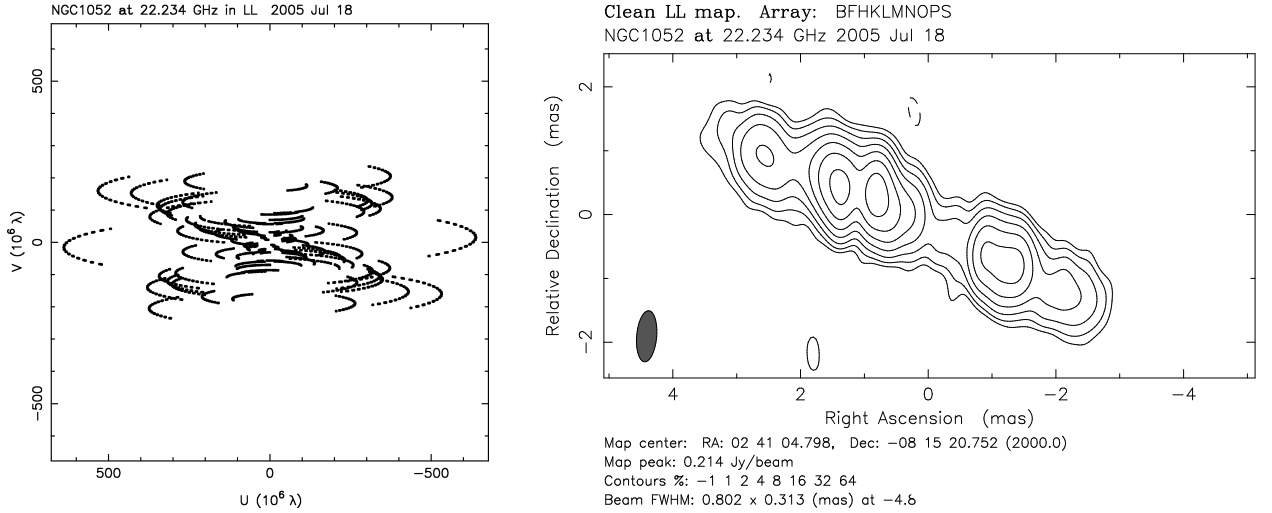 NGC1052 at 22.234 GHz in LL 2005 Jul 18
500
0
−500
V (10⁶ λ)
500
0
−500
U (10⁶ λ)
Clean LL map. Array: BFHKLMNOPS
NGC1052 at 22.234 GHz 2005 Jul 18
2
0
−2
Relative Declination (mas)
4
2
0
−2
−4
Right Ascension (mas)
Map center: RA: 02 41 04.798, Dec: −08 15 20.752 (2000.0)
Map peak: 0.214 Jy/beam
Contours %: −1 1 2 4 8 16 32 64
Beam FWHM: 0.802 x 0.313 (mas) at